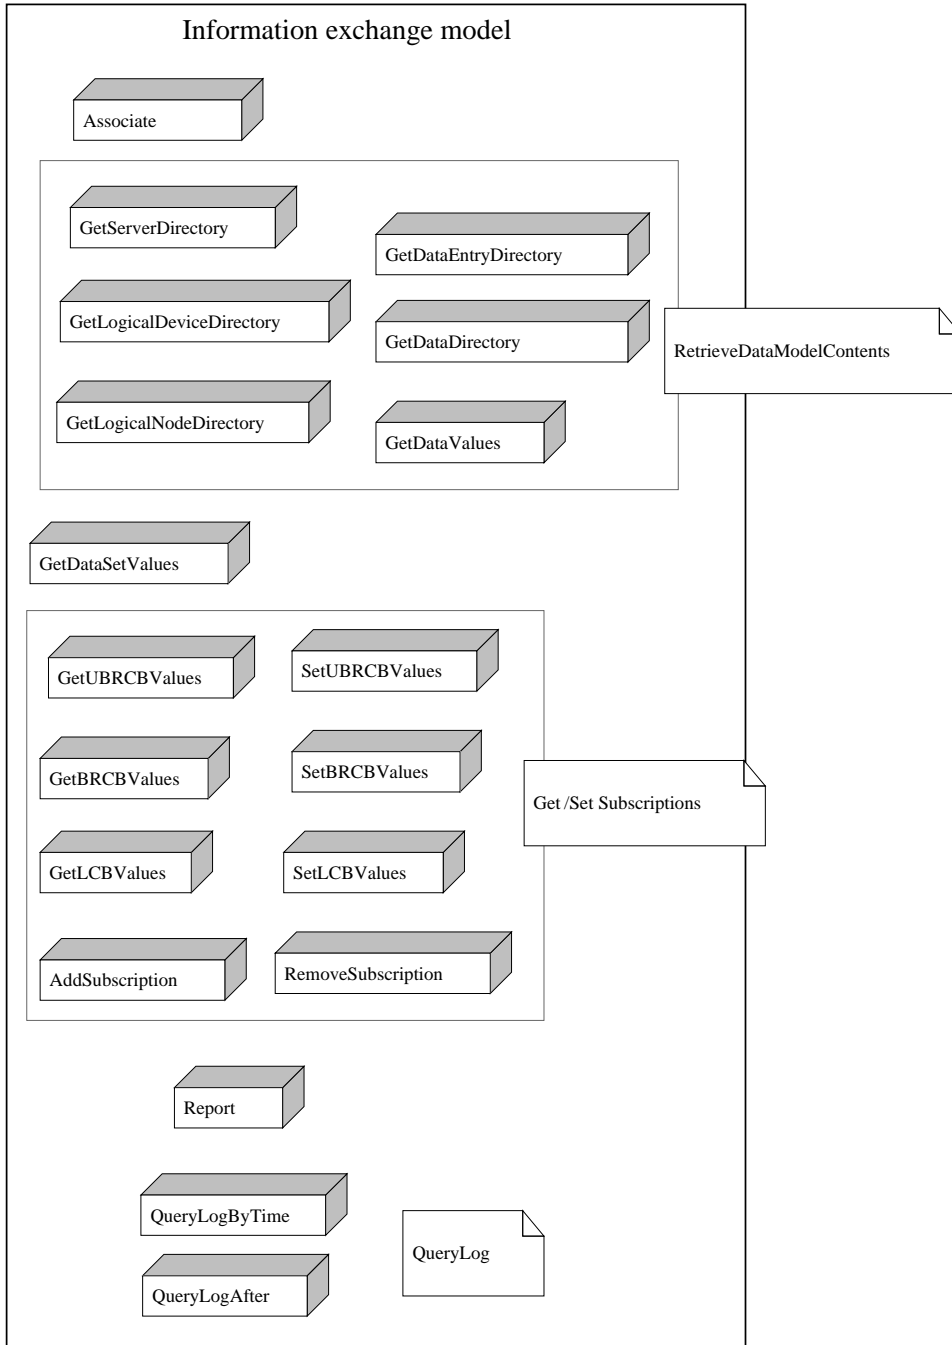 Information exchange model
Associate
GetServerDirectory
GetDataEntryDirectory
GetLogicalDeviceDirectory
GetDataDirectory
RetrieveDataModelContents
GetLogicalNodeDirectory
GetDataValues
GetDataSetValues
GetUBRCBValues
SetUBRCBValues
GetBRCBValues
SetBRCBValues
Get /Set Subscriptions
GetLCBValues
SetLCBValues
AddSubscription
RemoveSubscription
Report
QueryLogByTime
QueryLog
QueryLogAfter